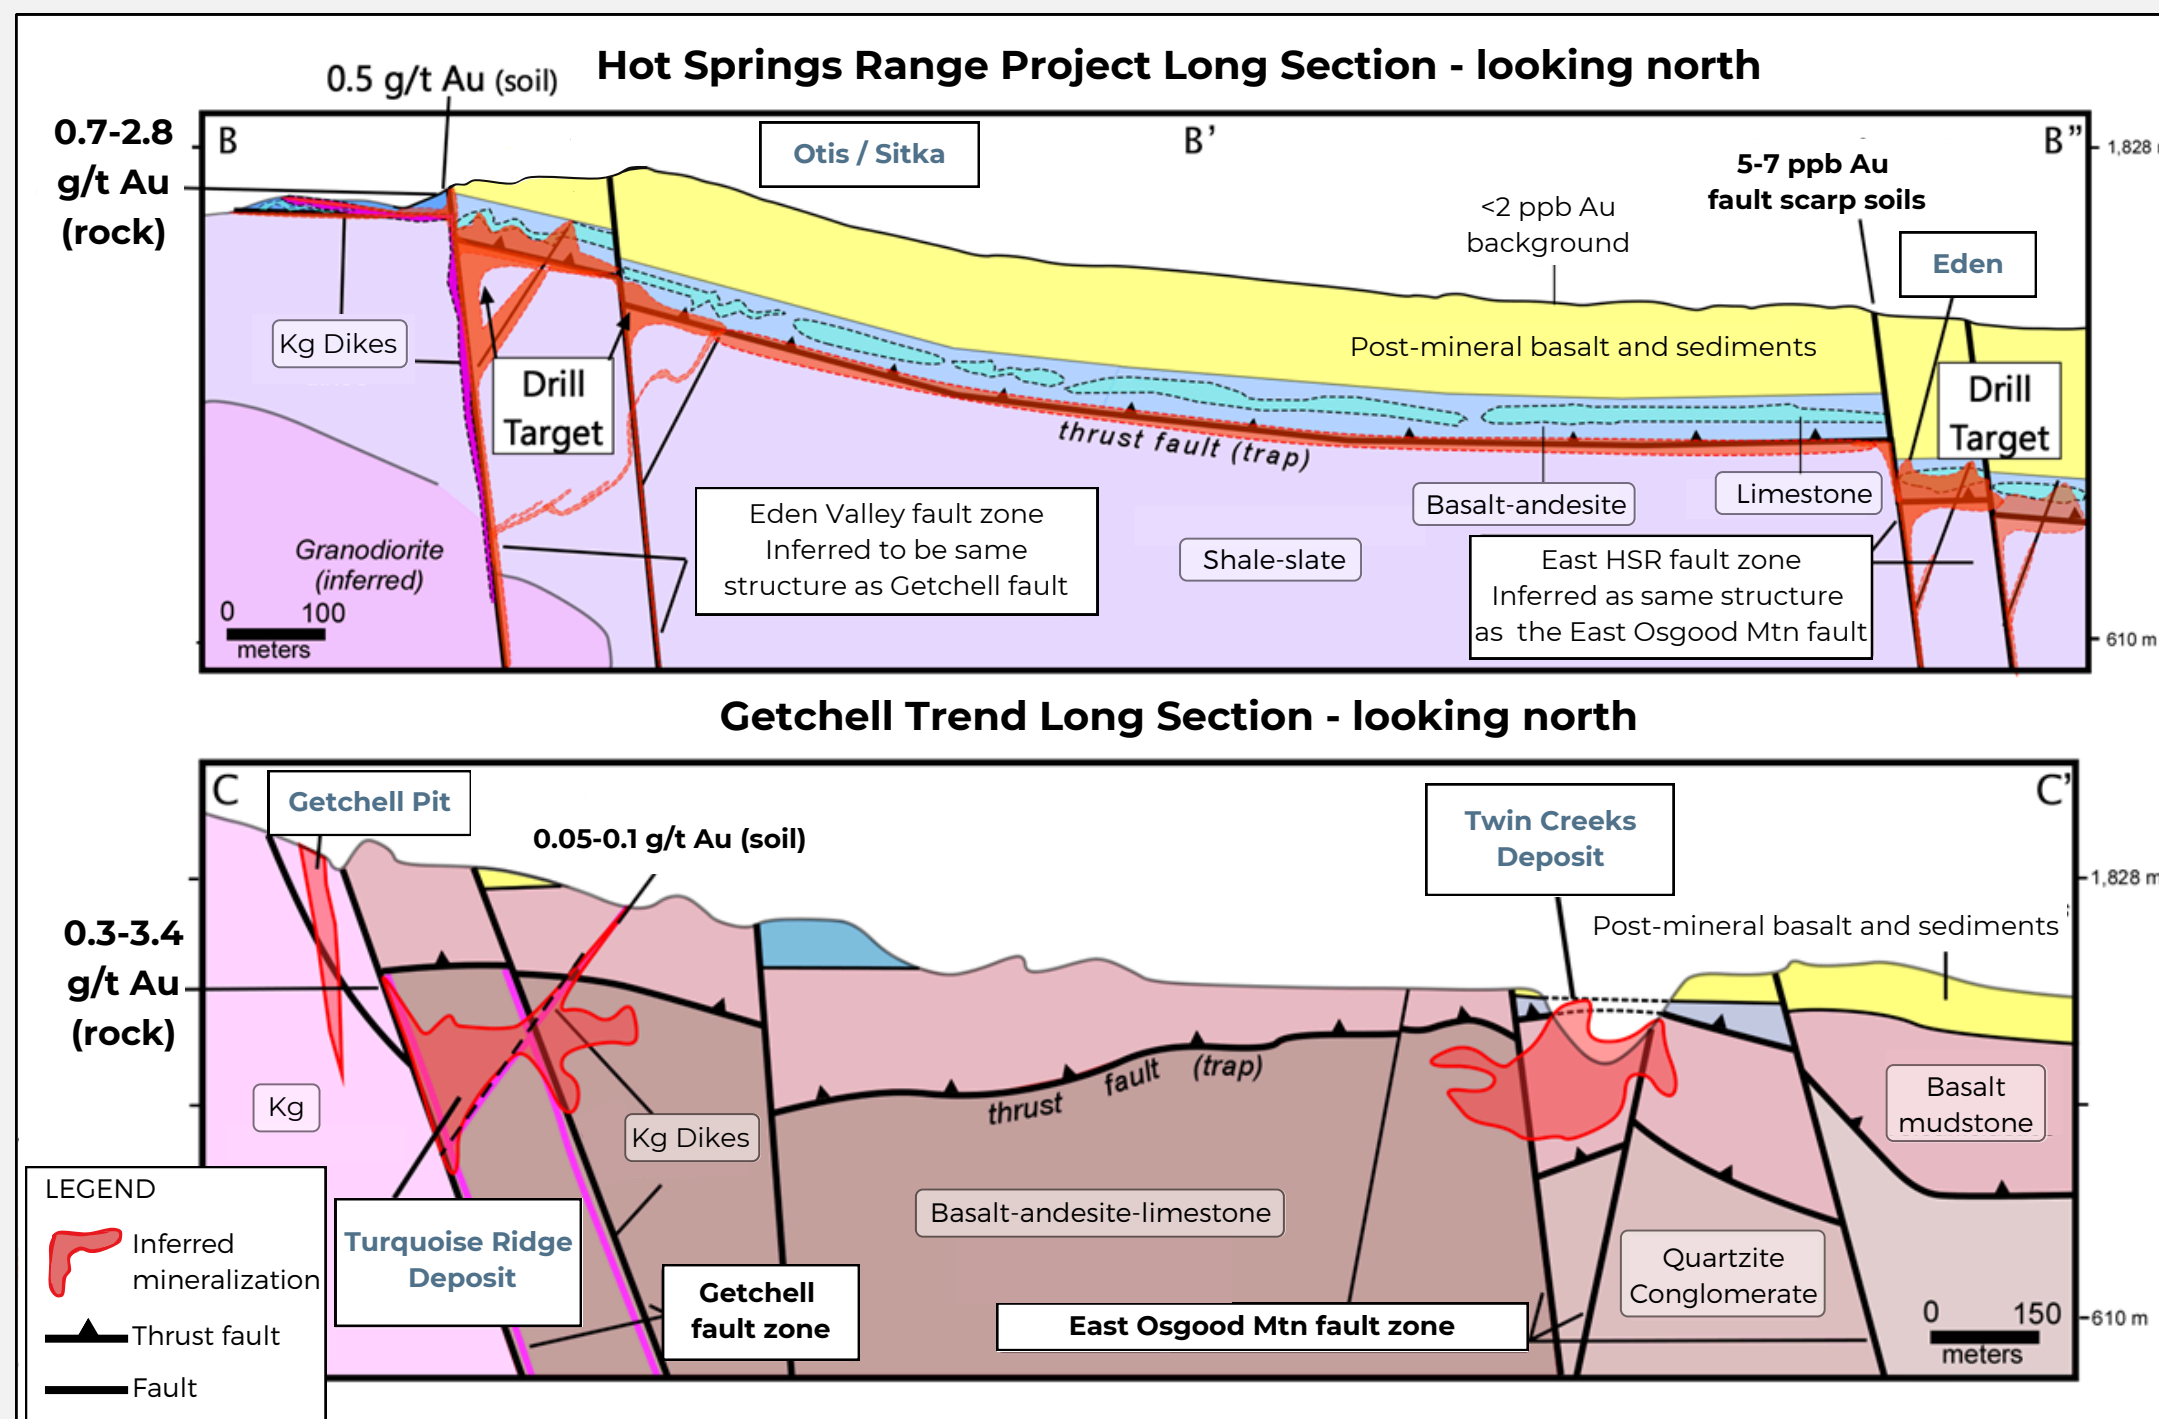 Hot Springs Range Project Long Section - looking north
0.5 g/t Au (soil)
0.7-2.8
g/t Au
(rock)
B
Otis / Sitka
B’
B”
1,828
5-7 ppb Au
fault scarp soils
<2 ppb Au
background
Eden
Kg Dikes
Drill
Target
Post-mineral basalt and sediments
Drill
Target
thrust fault (trap)
Basalt-andesite
Limestone
Eden Valley fault zone
Inferred to be same
structure as Getchell fault
Shale-slate
East HSR fault zone
Inferred as same structure
as the East Osgood Mtn fault
Granodiorite
(inferred)
0 100
meters
610 m
Getchell Trend Long Section - looking north
C
Getchell Pit
0.05-0.1 g/t Au (soil)
Twin Creeks
Deposit
C’
1,828 m
Post-mineral basalt and sediments
0.3-3.4
g/t Au
(rock)
thrust fault (trap)
Kg
Kg Dikes
Basalt
mudstone
Basalt-andesite-limestone
Turquoise Ridge
Deposit
Getchell
fault zone
East Osgood Mtn fault zone
Quartzite
Conglomerate
0 150
meters
610 m
LEGEND
Inferred
mineralization
Thrust fault
Fault